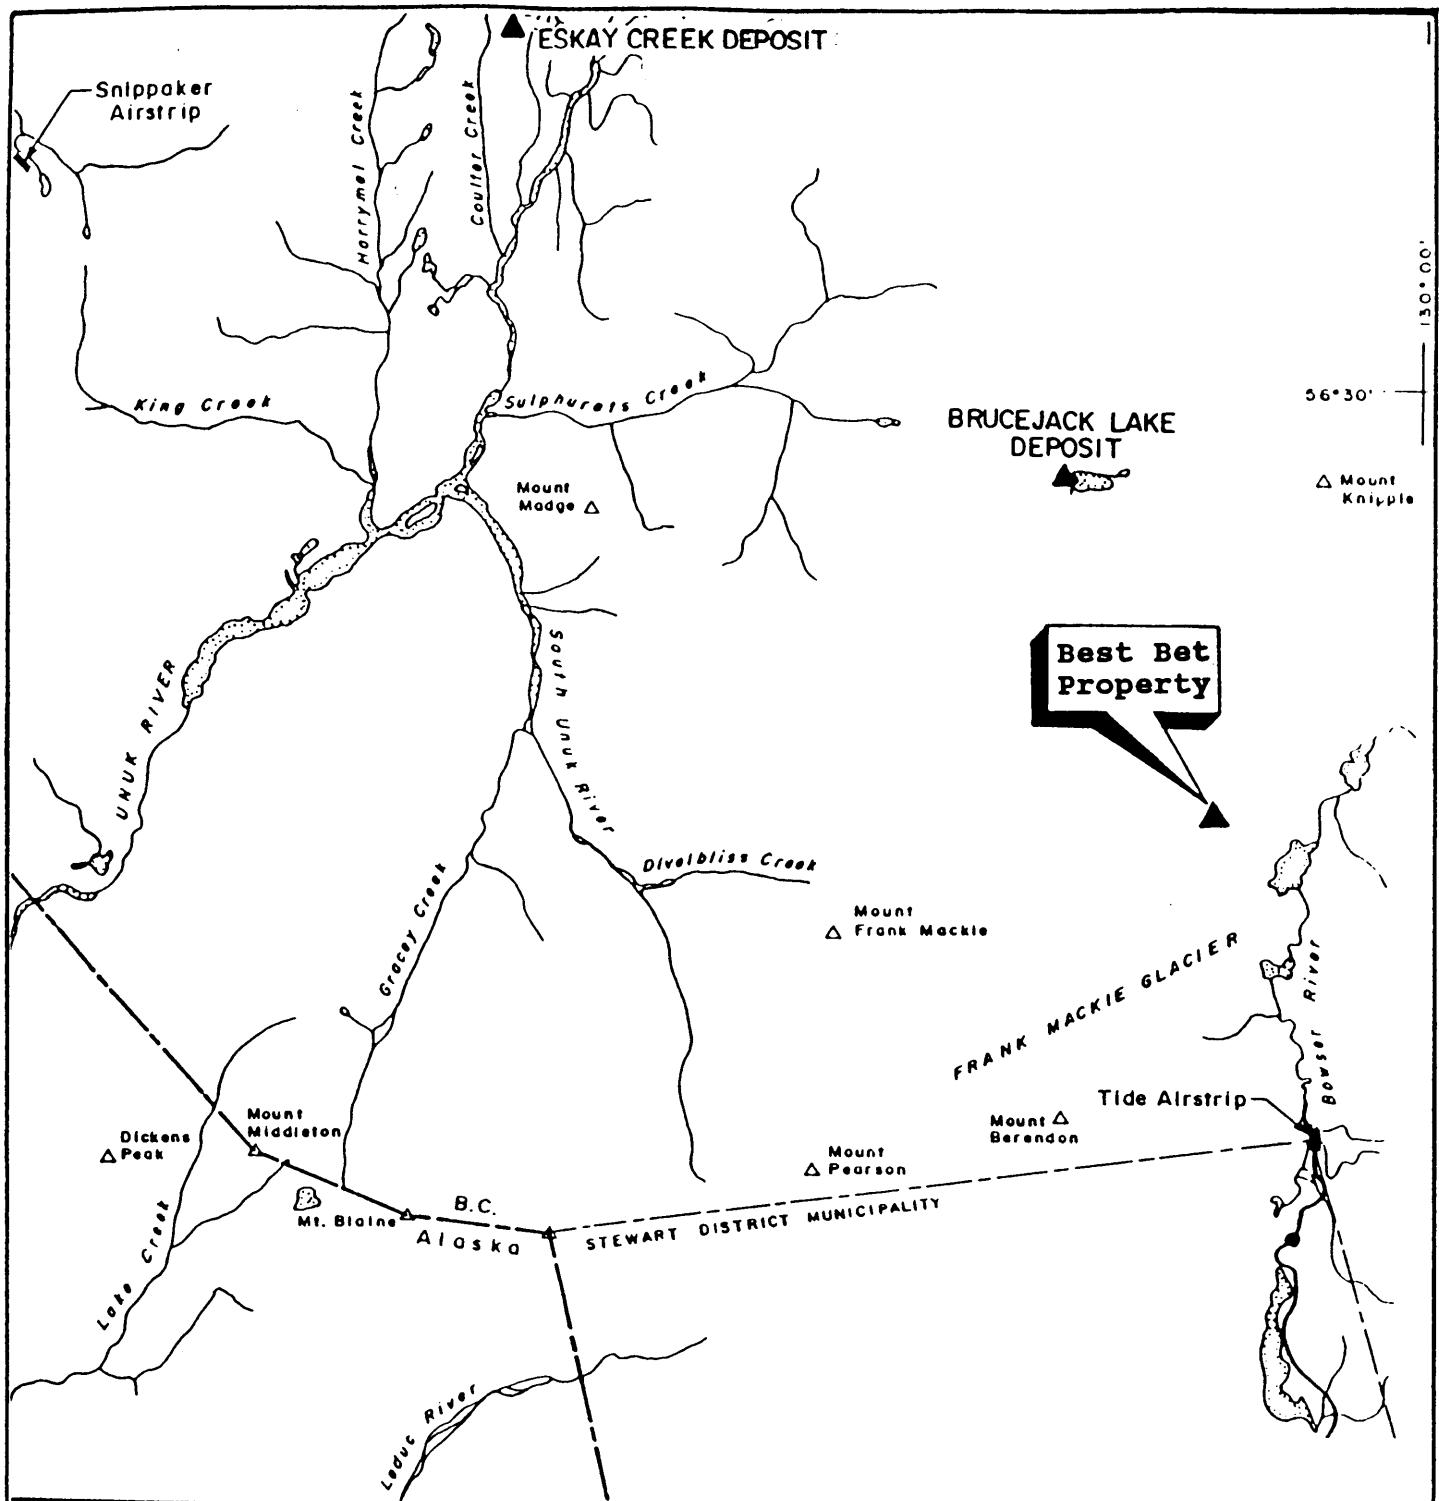 ESKAY CREEK DEPOSIT
Snippaker
Airstrip
Harrymel Creek
Coulter Creek
130° 00'
56° 30'
King Creek
Sulphurets Creek
BRUCEJACK LAKE
DEPOSIT
Mount
Madge
Mount
Knipple
Best Bet
Property
UNUK RIVER
South Unuk River
Divelbliss Creek
Gracey Creek
Mount
Frank Mackie
FRANK MACKIE GLACIER
Bowser River
Tide Airstrip
Mount
Berendon
Mount
Middleton
Dickens
Peak
Mount
Pearson
Mt. Blaine
B.C.
Alaska
STEWART DISTRICT MUNICIPALITY
Lake Creek
Leduc River